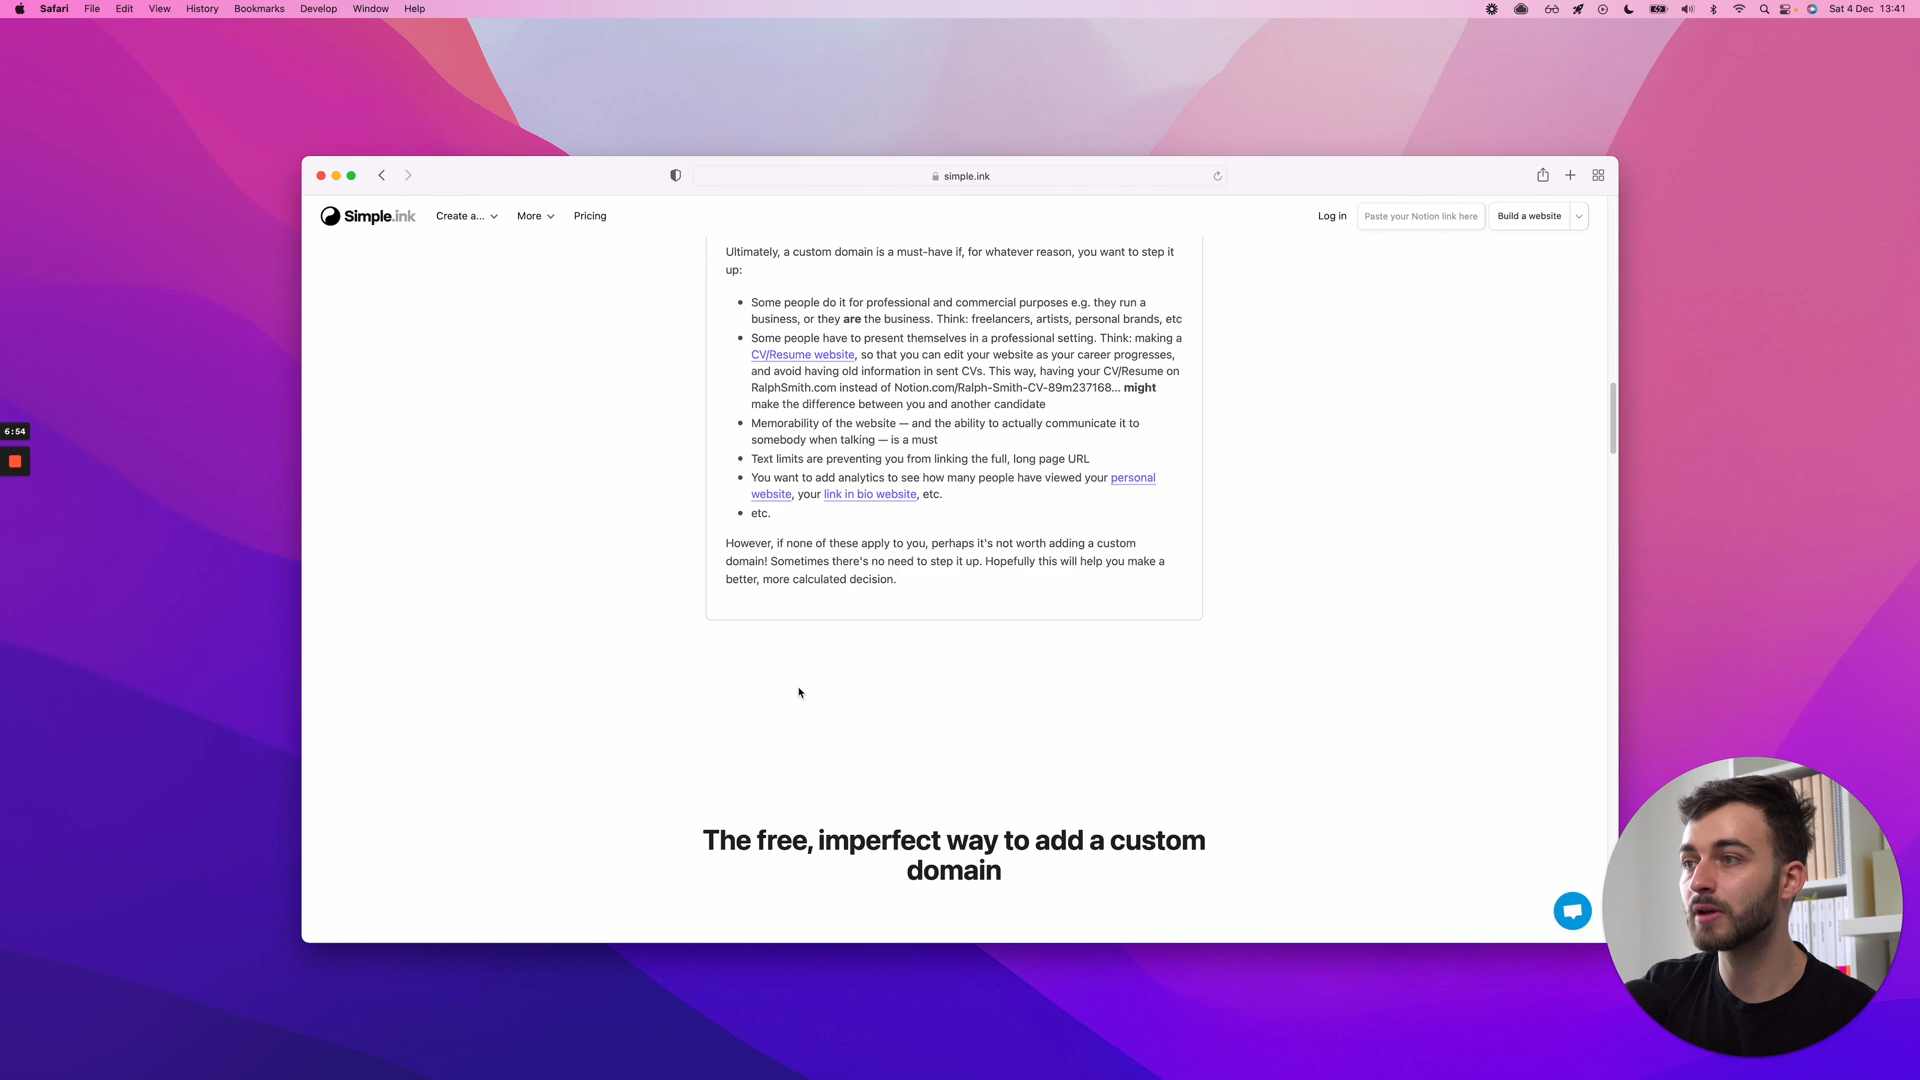 Safari File Edit View History Bookmarks Develop Window Help
Sat 4 Dec 13:41
simple.ink
Simple.ink
Create a...
More
Pricing
Log in
Paste your Notion link here
Build a website
Ultimately, a custom domain is a must-have if, for whatever reason, you want to step it
up:
• Some people do it for professional and commercial purposes e.g. they run a
business, or they are the business. Think: freelancers, artists, personal brands, etc
• Some people have to present themselves in a professional setting. Think: making a
CV/Resume website, so that you can edit your website as your career progresses,
and avoid having old information in sent CVs. This way, having your CV/Resume on
RalphSmith.com instead of Notion.com/Ralph-Smith-CV-89m237168... might
make the difference between you and another candidate
• Memorability of the website — and the ability to actually communicate it to
somebody when talking — is a must
• Text limits are preventing you from linking the full, long page URL
• You want to add analytics to see how many people have viewed your personal
website, your link in bio website, etc.
• etc.
However, if none of these apply to you, perhaps it's not worth adding a custom
domain! Sometimes there's no need to step it up. Hopefully this will help you make a
better, more calculated decision.
6:54
The free, imperfect way to add a custom
domain